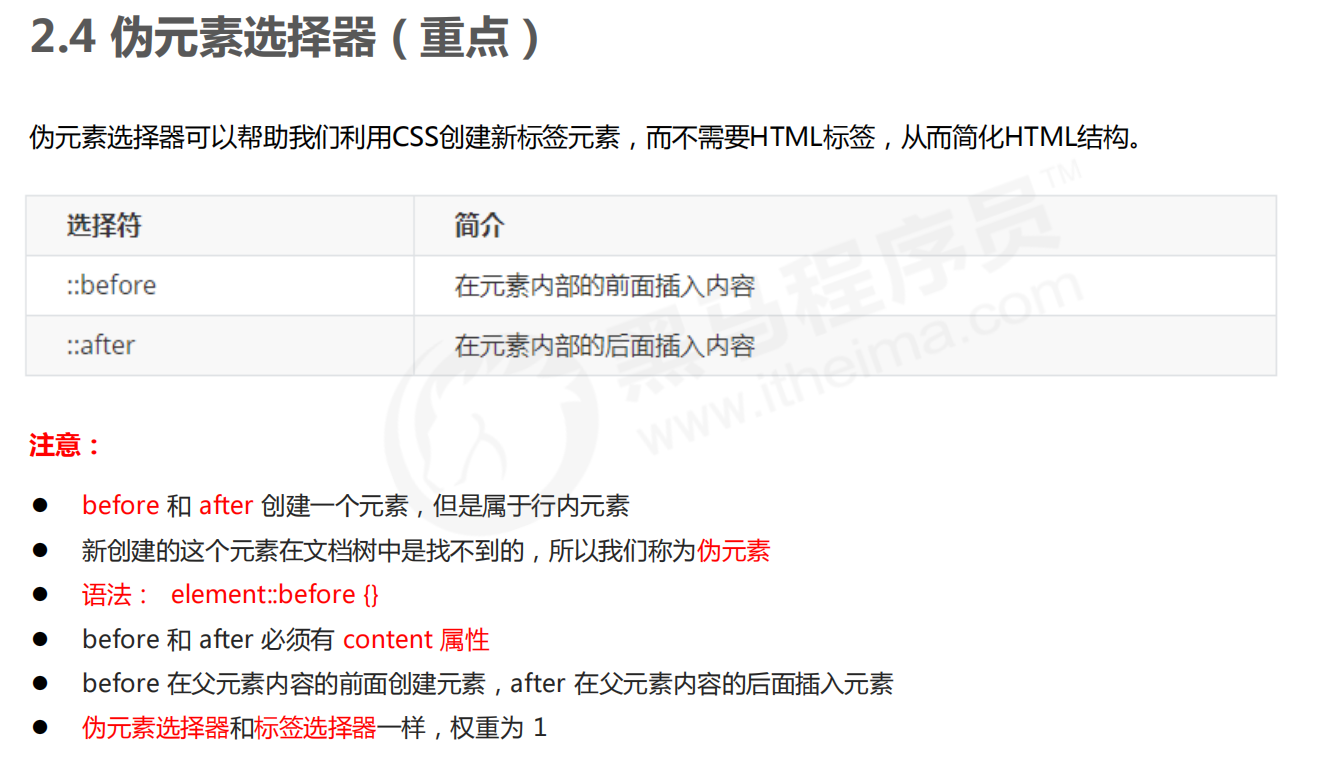 2.4 伪元素选择器（重点）
伪元素选择器可以帮助我们利用CSS创建新标签元素，而不需要HTML标签，从而简化HTML结构。
选择符 简介
::before 在元素内部的前面插入内容
::after 在元素内部的后面插入内容
黑马程序员™
www.itheima.com
注意：
● before 和 after 创建一个元素，但是属于行内元素
● 新创建的这个元素在文档树中是找不到的，所以我们称为伪元素
● 语法： element::before {}
● before 和 after 必须有 content 属性
● before 在父元素内容的前面创建元素，after 在父元素内容的后面插入元素
● 伪元素选择器和标签选择器一样，权重为 1